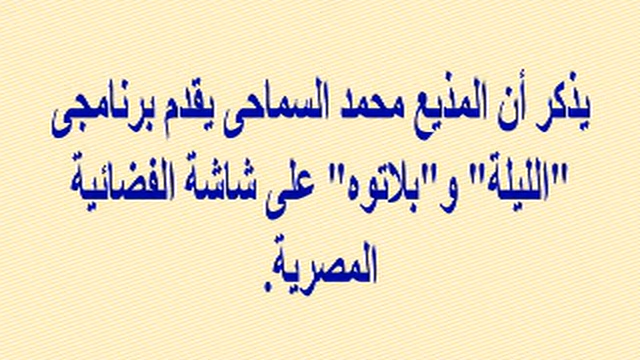 يذكر أن المذيع محمد السماحى يقدم برنامجى
"الليلة" و"بلاتوه" على شاشة الفضائية
المصرية.